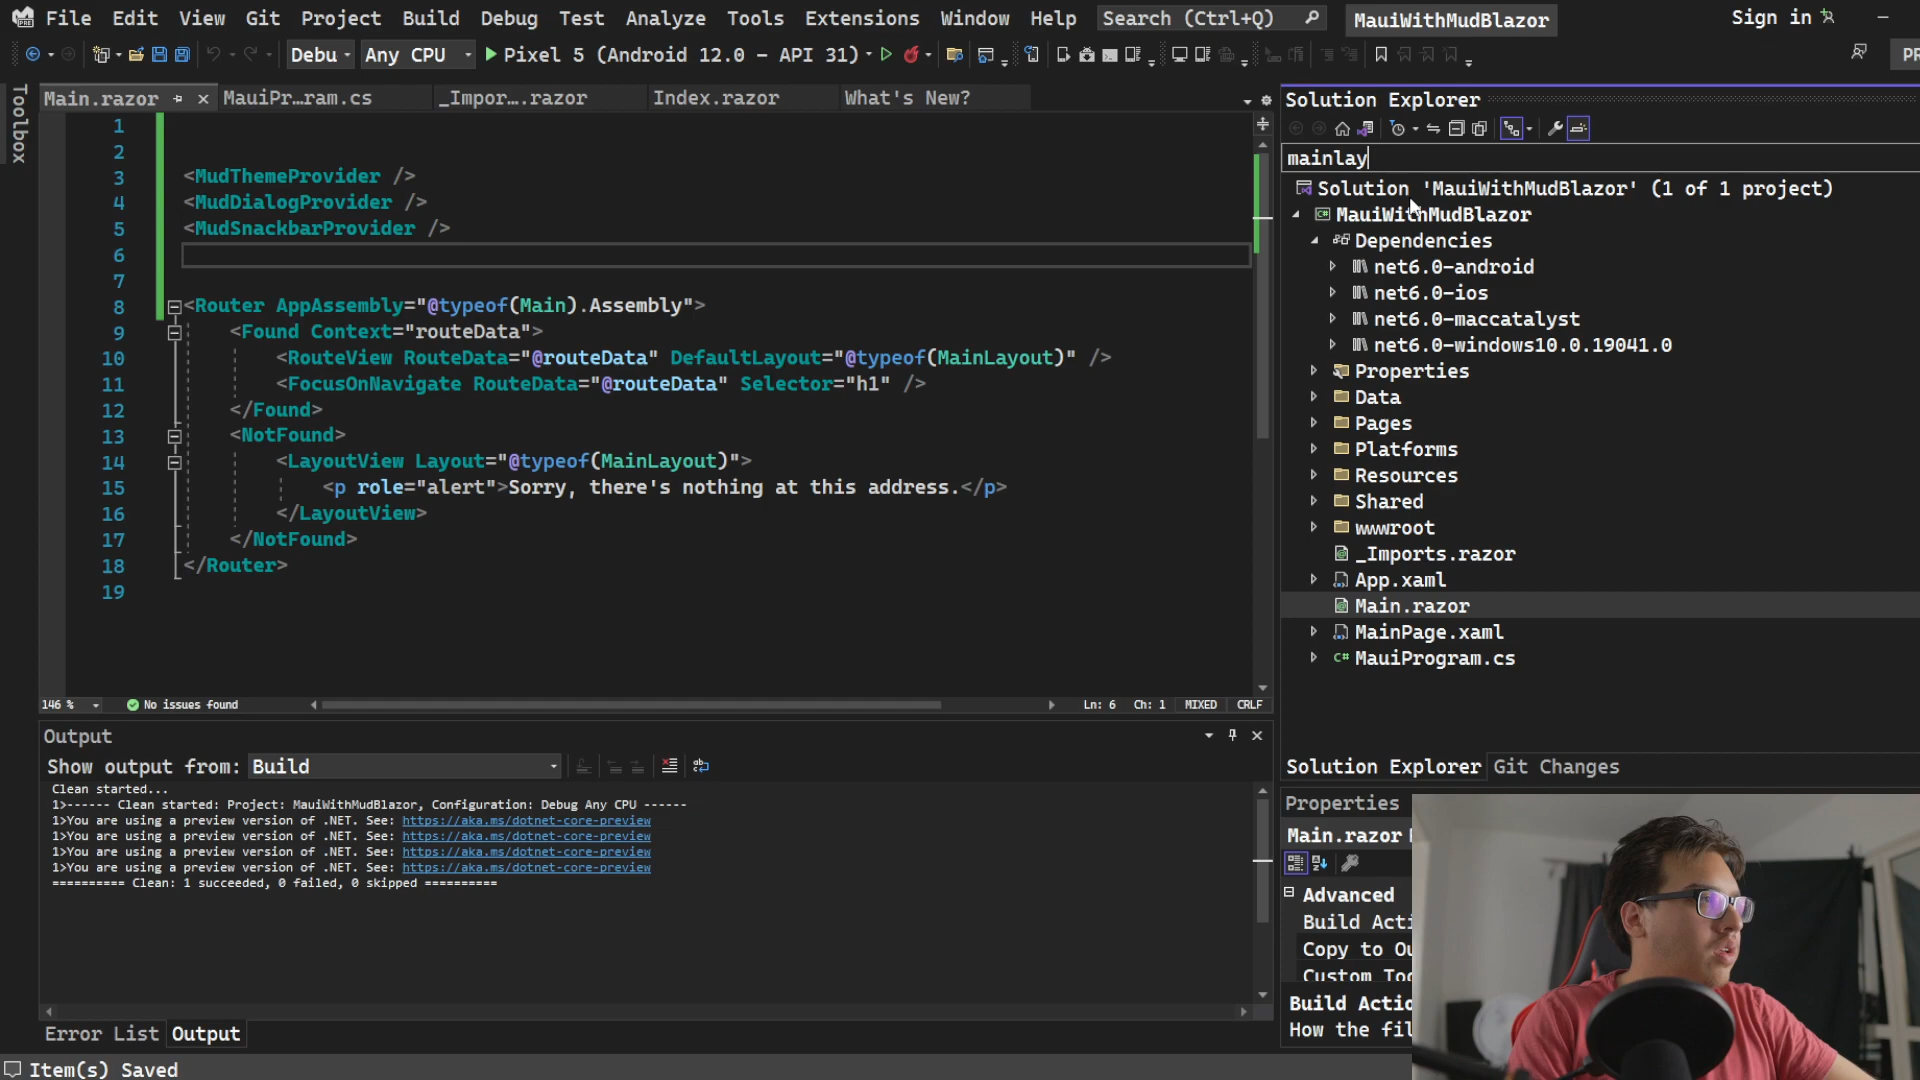 File Edit View Git Project Build Debug Test Analyze Tools Extensions Window Help Search (Ctrl+Q) MauiWithMudBlazor Sign in
Debu Any CPU Pixel 5 (Android 12.0 - API 31)
Toolbox
Main.razor MauiPr…ram.cs _Impor….razor Index.razor What's New?
1
2
3 <MudThemeProvider />
4 <MudDialogProvider />
5 <MudSnackbarProvider />
6
7
8 <Router AppAssembly="@typeof(Main).Assembly">
9 <Found Context="routeData">
10 <RouteView RouteData="@routeData" DefaultLayout="@typeof(MainLayout)" />
11 <FocusOnNavigate RouteData="@routeData" Selector="h1" />
12 </Found>
13 <NotFound>
14 <LayoutView Layout="@typeof(MainLayout)">
15 <p role="alert">Sorry, there's nothing at this address.</p>
16 </LayoutView>
17 </NotFound>
18 </Router>
19
146 % No issues found Ln: 6 Ch: 1 MIXED CRLF
Output
Show output from: Build
Clean started...
1>------ Clean started: Project: MauiWithMudBlazor, Configuration: Debug Any CPU ------
1>You are using a preview version of .NET. See: https://aka.ms/dotnet-core-preview
1>You are using a preview version of .NET. See: https://aka.ms/dotnet-core-preview
1>You are using a preview version of .NET. See: https://aka.ms/dotnet-core-preview
1>You are using a preview version of .NET. See: https://aka.ms/dotnet-core-preview
========== Clean: 1 succeeded, 0 failed, 0 skipped ==========
Error List Output
Item(s) Saved
Solution Explorer
mainlay
Solution 'MauiWithMudBlazor' (1 of 1 project)
MauiWithMudBlazor
Dependencies
net6.0-android
net6.0-ios
net6.0-maccatalyst
net6.0-windows10.0.19041.0
Properties
Data
Pages
Platforms
Resources
Shared
wwwroot
_Imports.razor
App.xaml
Main.razor
MainPage.xaml
C# MauiProgram.cs
Solution Explorer Git Changes
Properties
Main.razor
Advanced
Build Acti
Copy to Ou
Custom Too
Build Actio
How the fil